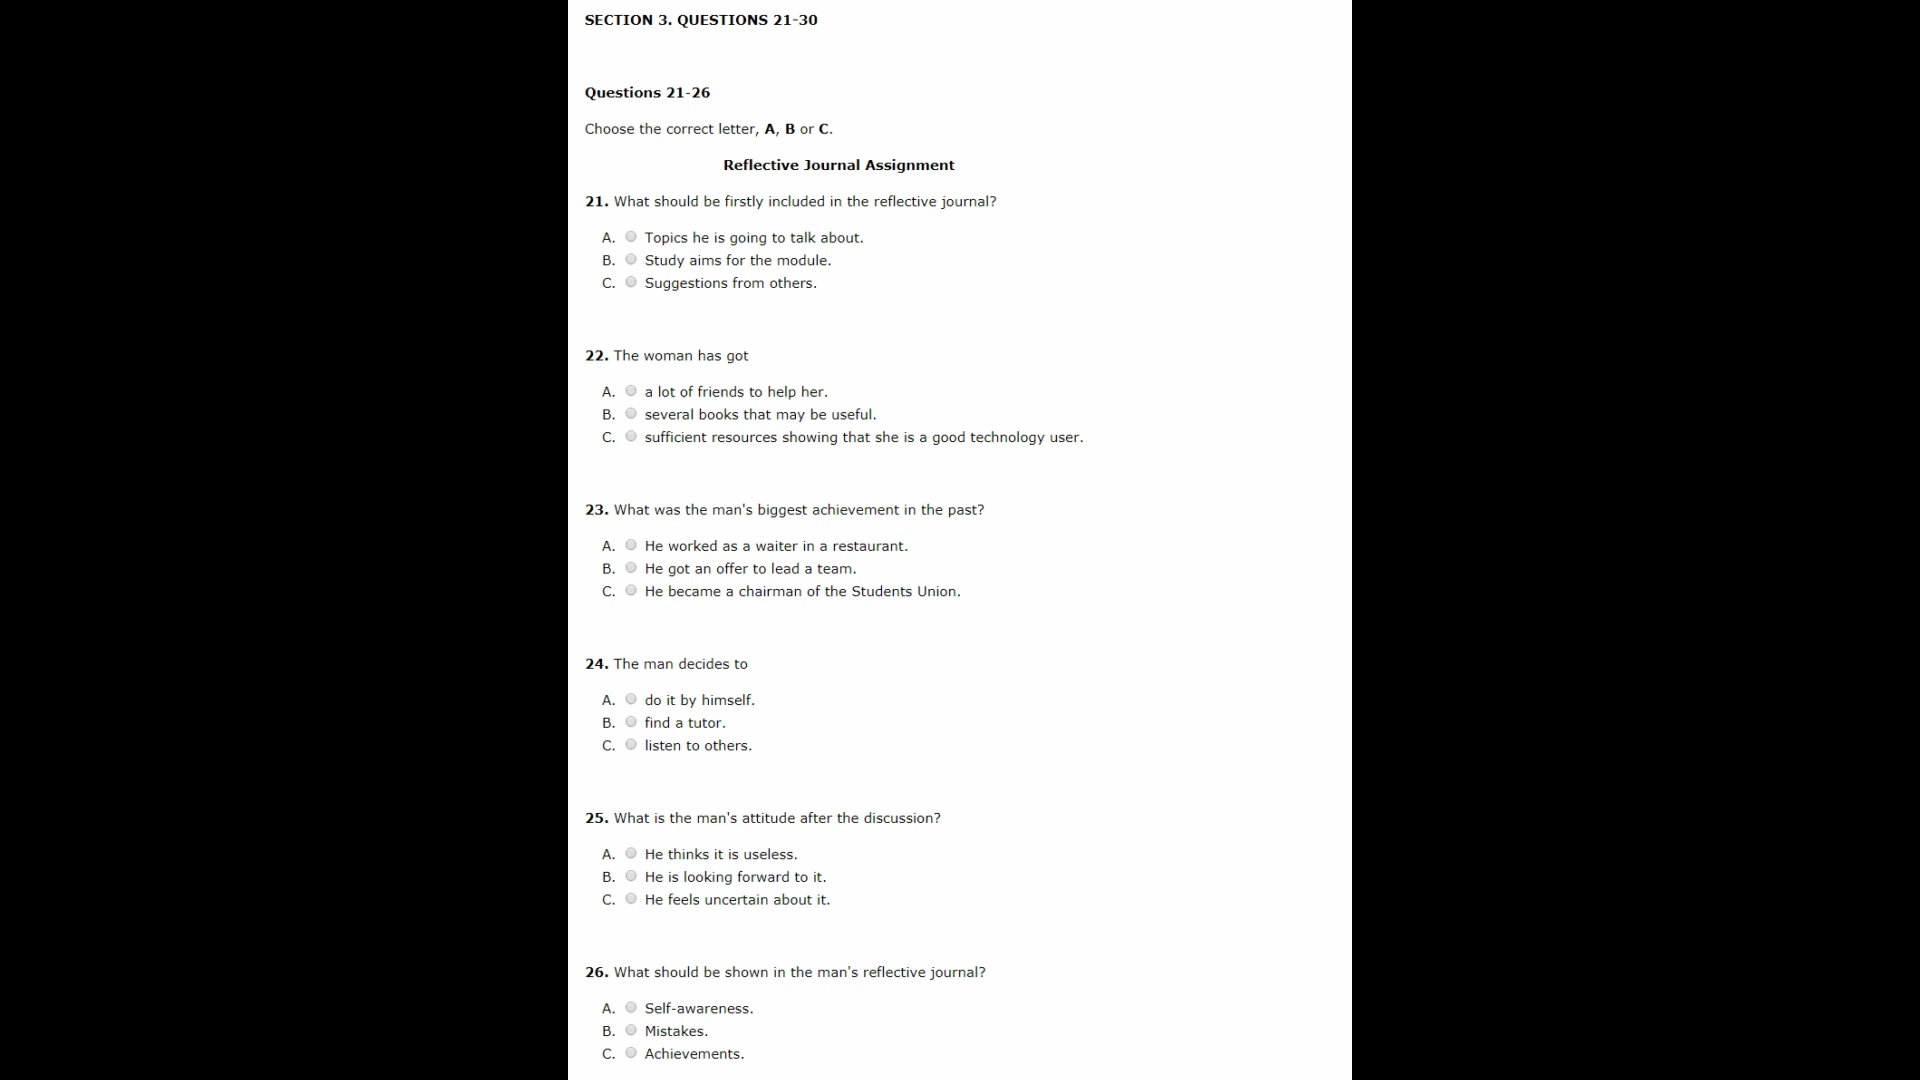 SECTION 3. QUESTIONS 21-30
Questions 21-26
Choose the correct letter, A, B or C.
Reflective Journal Assignment
21. What should be firstly included in the reflective journal?
A. Topics he is going to talk about.
B. Study aims for the module.
C. Suggestions from others.
22. The woman has got
A. a lot of friends to help her.
B. several books that may be useful.
C. sufficient resources showing that she is a good technology user.
23. What was the man's biggest achievement in the past?
A. He worked as a waiter in a restaurant.
B. He got an offer to lead a team.
C. He became a chairman of the Students Union.
24. The man decides to
A. do it by himself.
B. find a tutor.
C. listen to others.
25. What is the man's attitude after the discussion?
A. He thinks it is useless.
B. He is looking forward to it.
C. He feels uncertain about it.
26. What should be shown in the man's reflective journal?
A. Self-awareness.
B. Mistakes.
C. Achievements.